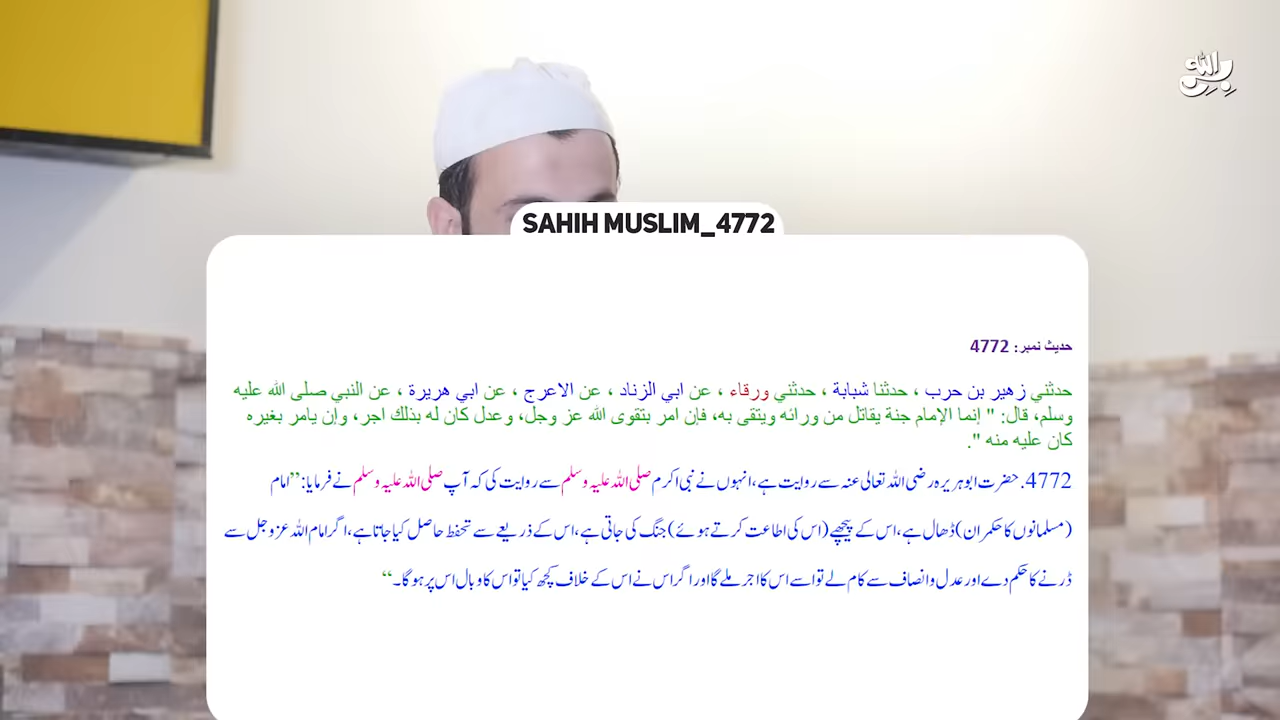 بسم الله
SAHIH MUSLIM_4772
حدیث نمبر: 4772
حدثني زهير بن حرب ، حدثنا شبابة ، حدثني ورقاء ، عن ابي الزناد ، عن الاعرج ، عن ابي هريرة ، عن النبي صلى الله عليه
وسلم، قال: " إنما الإمام جنة يقاتل من ورائه ويتقى به، فإن امر بتقوى الله عز وجل، وعدل كان له بذلك اجر، وإن يامر بغيره
كان عليه منه ".
4772. حضرت ابوہریرہ رضی اللہ تعالی عنہ سے روایت ہے، انہوں نے نبی اکرم صلی اللہ علیہ وسلم سے روایت کی کہ آپ صلی اللہ علیہ وسلم نے فرمایا: ”امام
(مسلمانوں کا حکمران) ڈھال ہے، اس کے پیچھے (اس کی اطاعت کرتے ہوئے) جنگ کی جاتی ہے، اس کے ذریعے سے تحفظ حاصل کیا جاتا ہے، اگر امام اللہ عزوجل سے
ڈرنے کا حکم دے اور عدل و انصاف سے کام لے تو اسے اس کا اجر ملے گا اور اگر اس نے اس کے خلاف کچھ کیا تو اس کا وبال اس پر ہو گا۔“